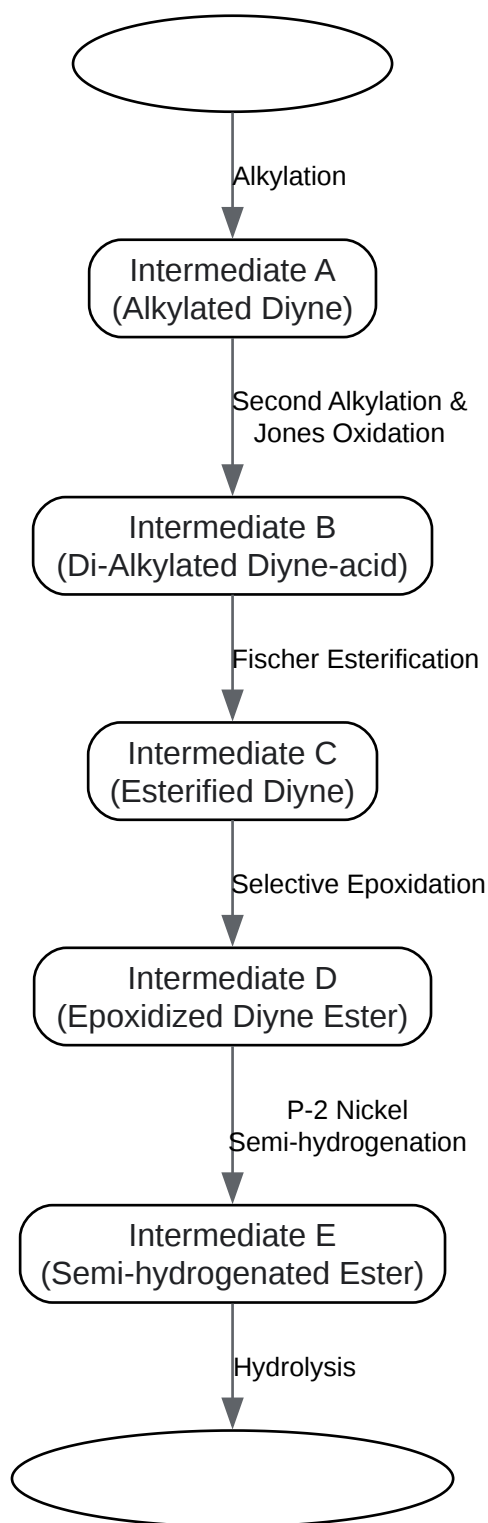 Alkylation
Intermediate A
(Alkylated Diyne)
Second Alkylation &
Jones Oxidation
Intermediate B
(Di-Alkylated Diyne-acid)
Fischer Esterification
Intermediate C
(Esterified Diyne)
Selective Epoxidation
Intermediate D
(Epoxidized Diyne Ester)
P-2 Nickel
Semi-hydrogenation
Intermediate E
(Semi-hydrogenated Ester)
Hydrolysis